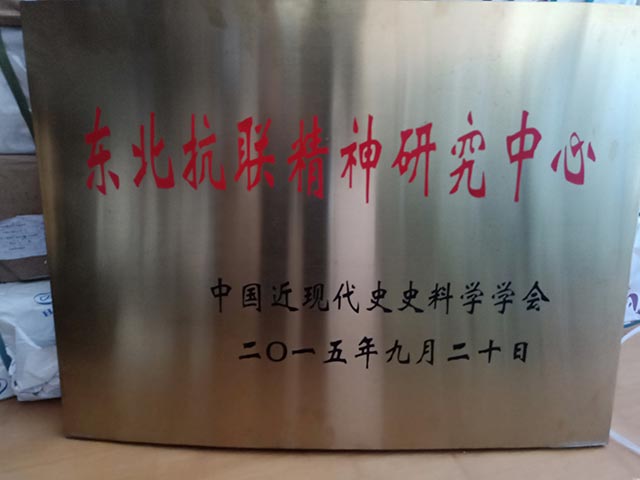 东北抗联精神研究中心
中国近现代史史料学学会
二〇一五年九月二十日